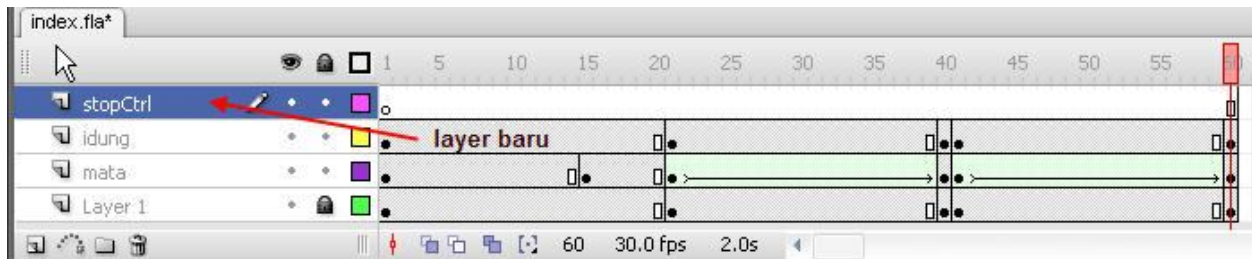 index.fla*
1 5 10 15 20 25 30 35 40 45 50 55 60
stopCtrl
idung layer baru
mata
Layer 1
60 30.0 fps 2.0s